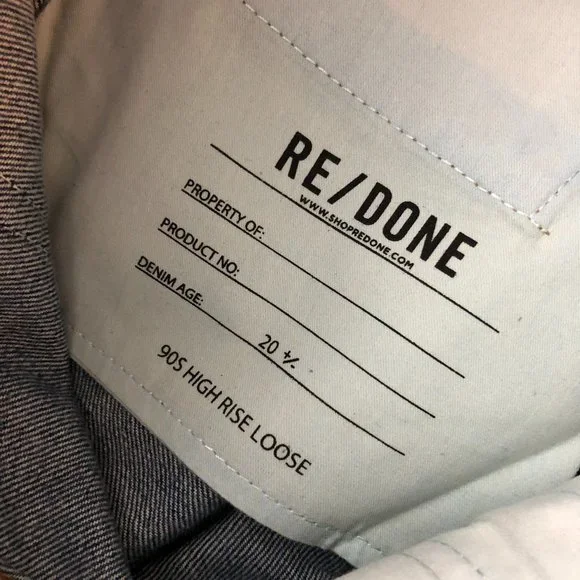 RE/DONE
WWW.SHOPREDONE.COM
PROPERTY OF:
PRODUCT NO:
DENIM AGE: 20 +/-
90S HIGH RISE LOOSE